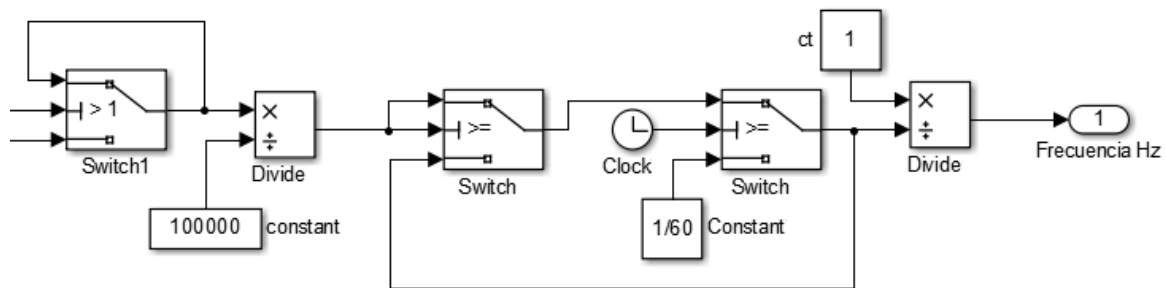 > 1
Switch1
×
÷
Divide
100000
constant
>=
Switch
Clock
1/60
Constant
>=
Switch
ct
1
×
÷
Divide
1
Frecuencia Hz